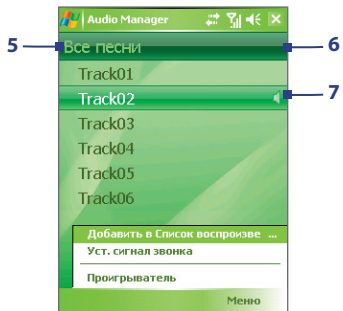 Audio Manager
5 Все песни 6
Track01
Track02 7
Track03
Track04
Track05
Track06
Добавить в Список воспроизве ...
Уст. сигнал звонка
Проигрыватель
Меню